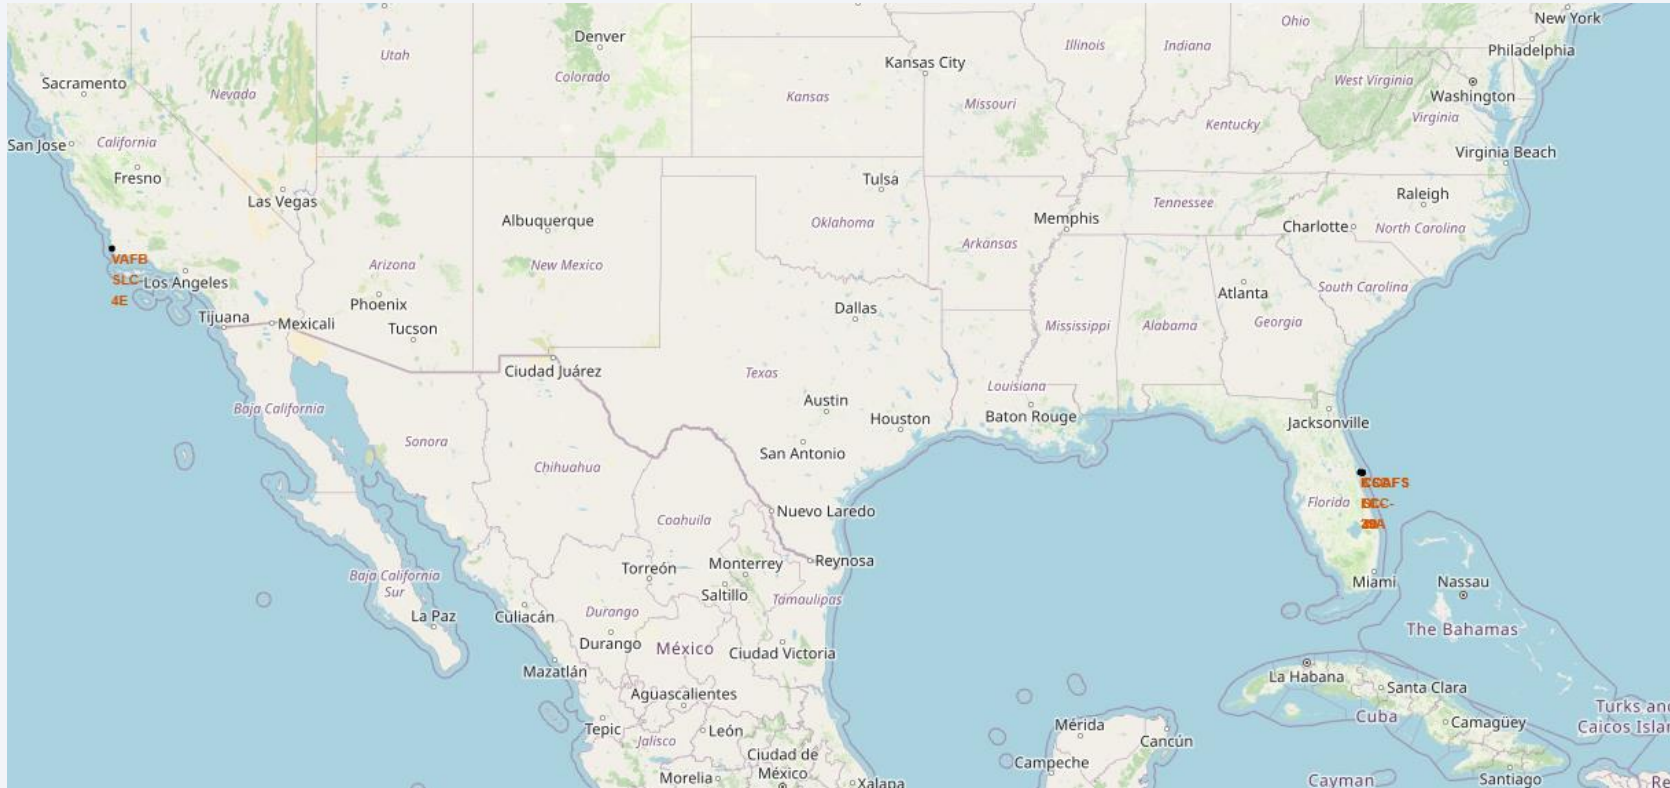 New York
Ohio
Denver
Illinois
Indiana
Philadelphia
Utah
Kansas City
Colorado
West Virginia
Sacramento
Nevada
Kansas
Missouri
Washington
Virginia
Kentucky
California
San Jose
Virginia Beach
Fresno
Tulsa
Las Vegas
Raleigh
Tennessee
Albuquerque
Memphis
Oklahoma
Charlotte
North Carolina
Arkansas
VAFB
SLC-
4E
Arizona
New Mexico
Los Angeles
South Carolina
Atlanta
Phoenix
Dallas
Tijuana
Mexicali
Tucson
Mississippi
Alabama
Georgia
Ciudad Juárez
Texas
Louisiana
Austin
Baja California
Houston
Baton Rouge
Jacksonville
Sonora
San Antonio
Chihuahua
Florida
Nuevo Laredo
Coahuila
Reynosa
Monterrey
Torreón
Baja California
Sur
Miami
Nassau
Saltillo
Tamaulipas
Durango
La Paz
Culiacán
The Bahamas
Durango
México
Ciudad Victoria
Mazatlán
La Habana
Santa Clara
Aguascalientes
Turks and
Caicos Islan
Cuba
Camagüey
Tepic
León
Mérida
Jalisco
Cancún
Ciudad de
México
Campeche
Morelia
Xalapa
Cayman
Santiago
Re